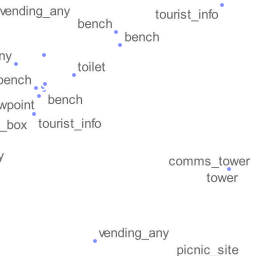 vending_any
tourist_info
bench
bench
ny
toilet
bench
bench
wpoint
_box
tourist_info
y
comms_tower
tower
vending_any
picnic_site